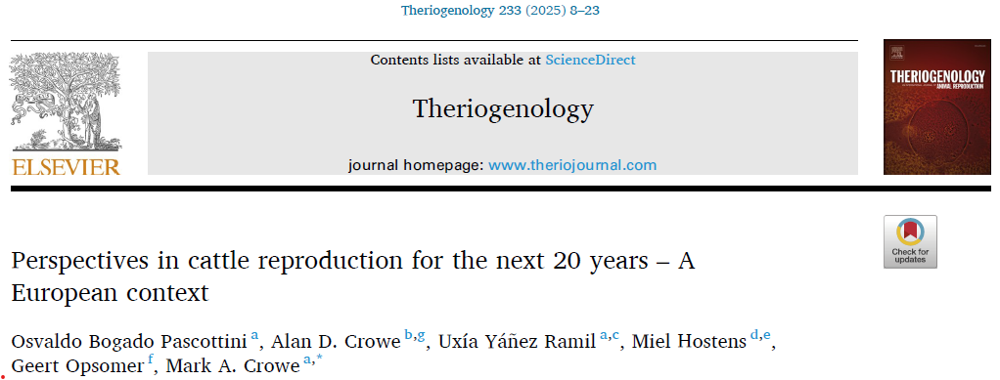 Theriogenology 233 (2025) 8–23
Contents lists available at ScienceDirect
Theriogenology
journal homepage: www.theriojournal.com
ELSEVIER
THERIOGENOLOGY
ANIMAL REPRODUCTION
Check for
updates
Perspectives in cattle reproduction for the next 20 years – A
European context
Osvaldo Bogado Pascottini a, Alan D. Crowe b,g, Uxía Yáñez Ramil a,c, Miel Hostens d,e,
Geert Opsomer f, Mark A. Crowe a,*